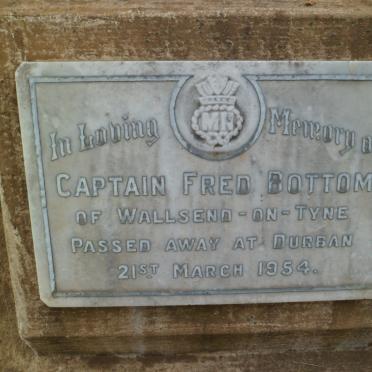 MN
In Loving Memory o
CAPTAIN FRED BOTTOM
OF WALLSEND-ON-TYNE
PASSED AWAY AT DURBAN
21ST MARCH 1954.